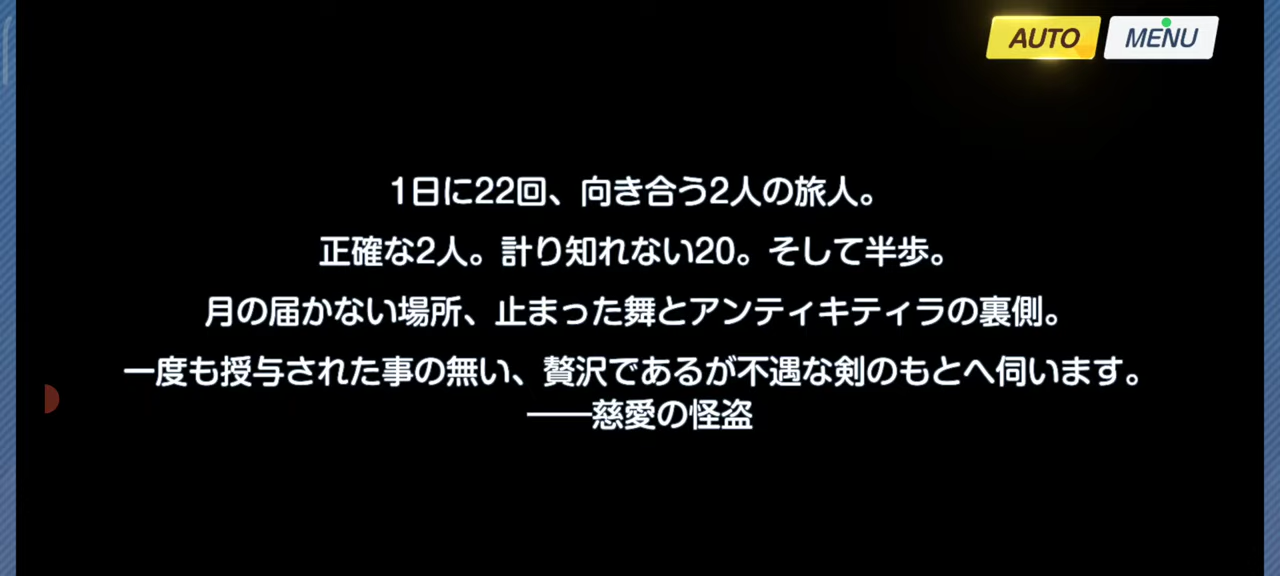 AUTO MENU
1日に22回、向き合う2人の旅人。
正確な2人。計り知れない20。そして半歩。
月の届かない場所、止まった舞とアンティキティラの裏側。
一度も授与された事の無い、贅沢であるが不遇な剣のもとへ伺います。
――慈愛の怪盗